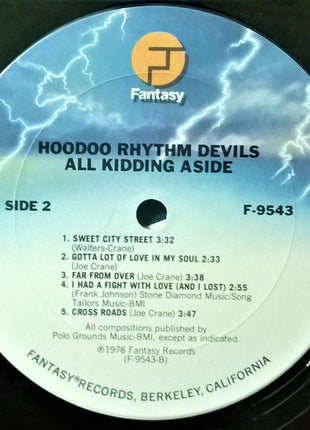 Fantasy
HOODOO RHYTHM DEVILS
ALL KIDDING ASIDE
SIDE 2
F-9543
1. SWEET CITY STREET 3:32
(Walters-Crane)
2. GOTTA LOT OF LOVE IN MY SOUL 2:33
(Joe Crane)
3. FAR FROM OVER (Joe Crane) 3:38
4. I HAD A FIGHT WITH LOVE (AND I LOST) 2:55
(Frank Johnson) Stone Diamond Music/Song
Tailors Music-BMI
5. CROSS ROADS (Joe Crane) 3:47
All compositions published by
Polo Grounds Music-BMI, except as indicated.
℗1978 Fantasy Records
(F-9543-B)
FANTASY RECORDS, BERKELEY, CALIFORNIA